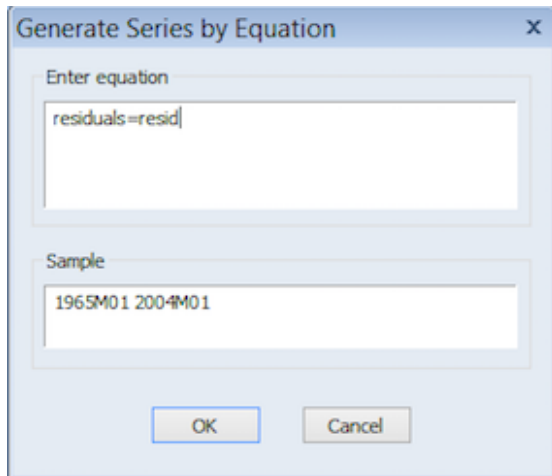 Generate Series by Equation
x
Enter equation
residuals=resid
Sample
1965M01 2004M01
OK Cancel